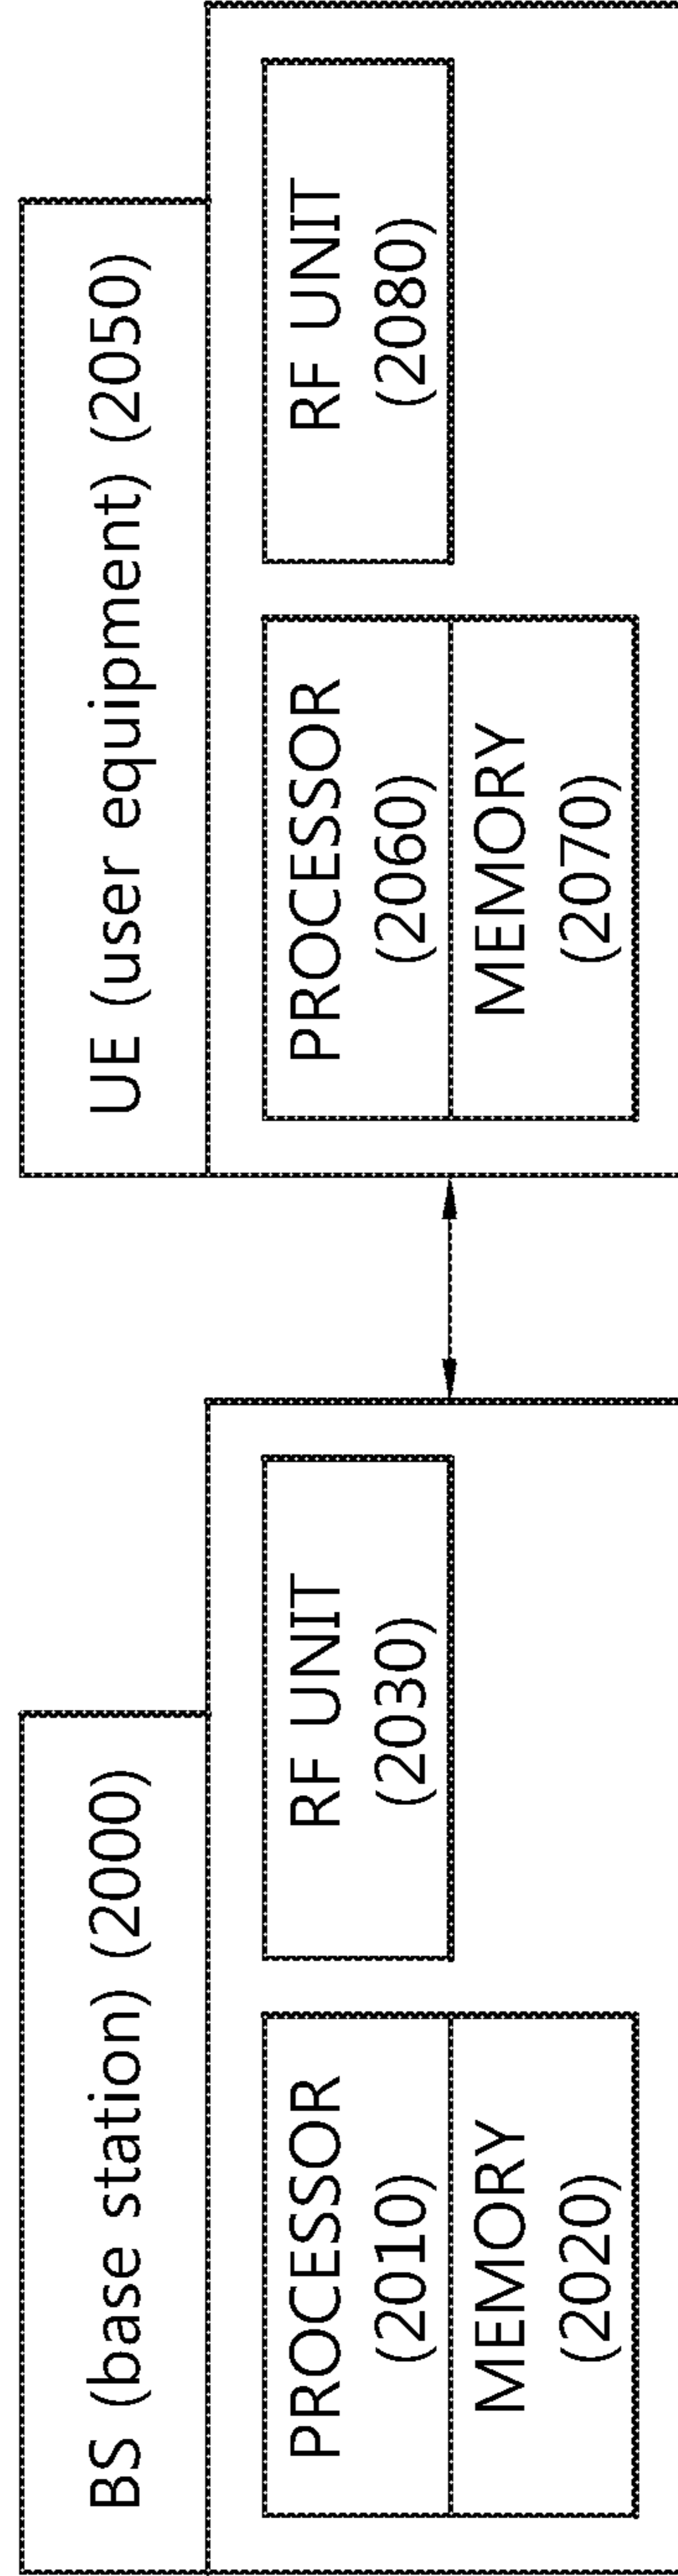 BS (base station) (2000)
PROCESSOR
(2010)
MEMORY
(2020)
RF UNIT
(2030)
UE (user equipment) (2050)
PROCESSOR
(2060)
MEMORY
(2070)
RF UNIT
(2080)